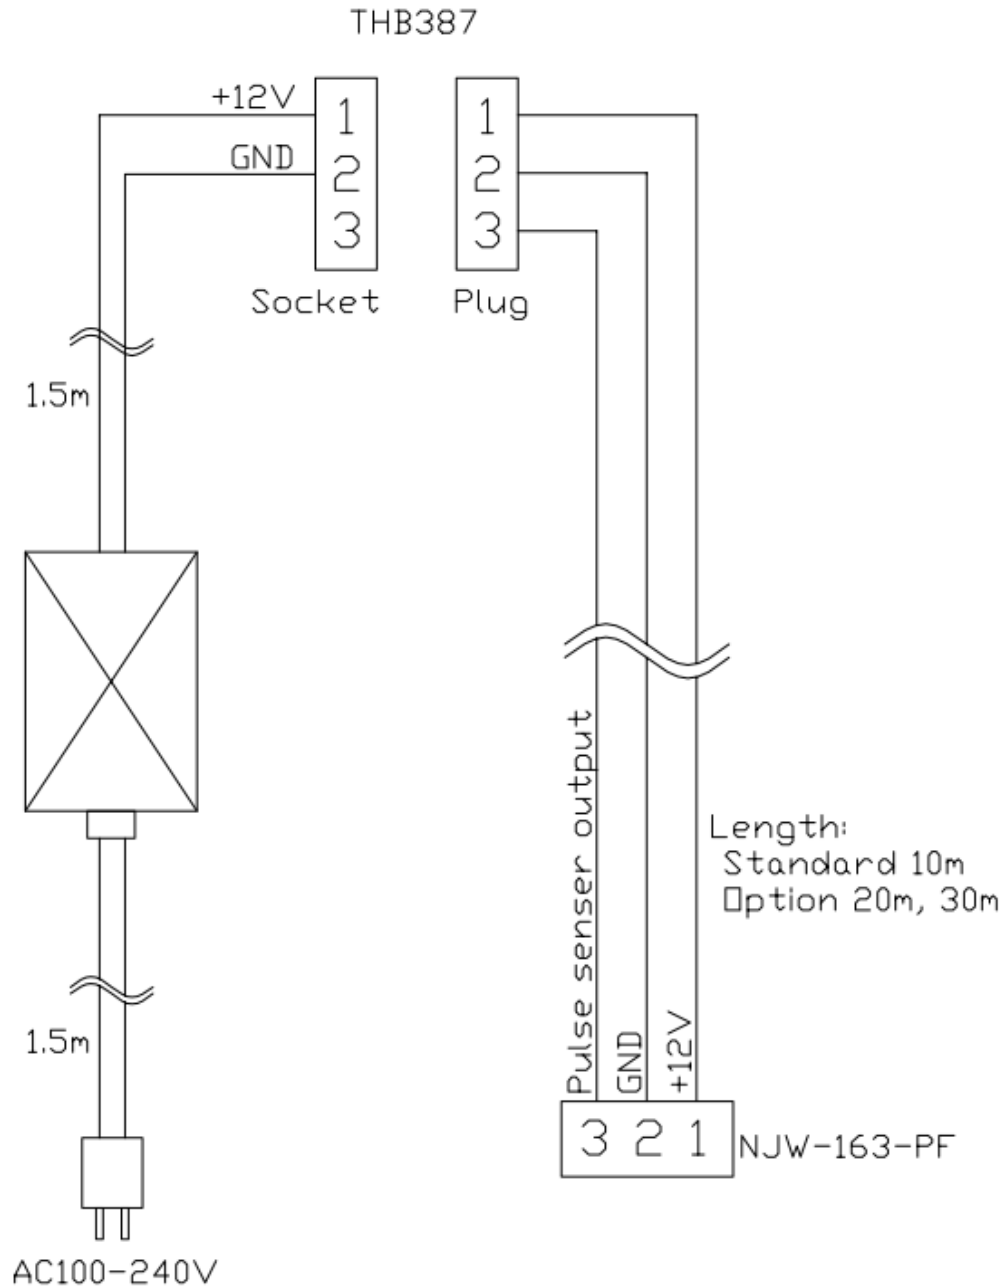 THB387
+12V
GND
1
2
3
Socket
1
2
3
Plug
1.5m
1.5m
AC100-240V
Pulse senser output
GND
+12V
Length:
Standard 10m
Option 20m, 30m
3 2 1
NJW-163-PF